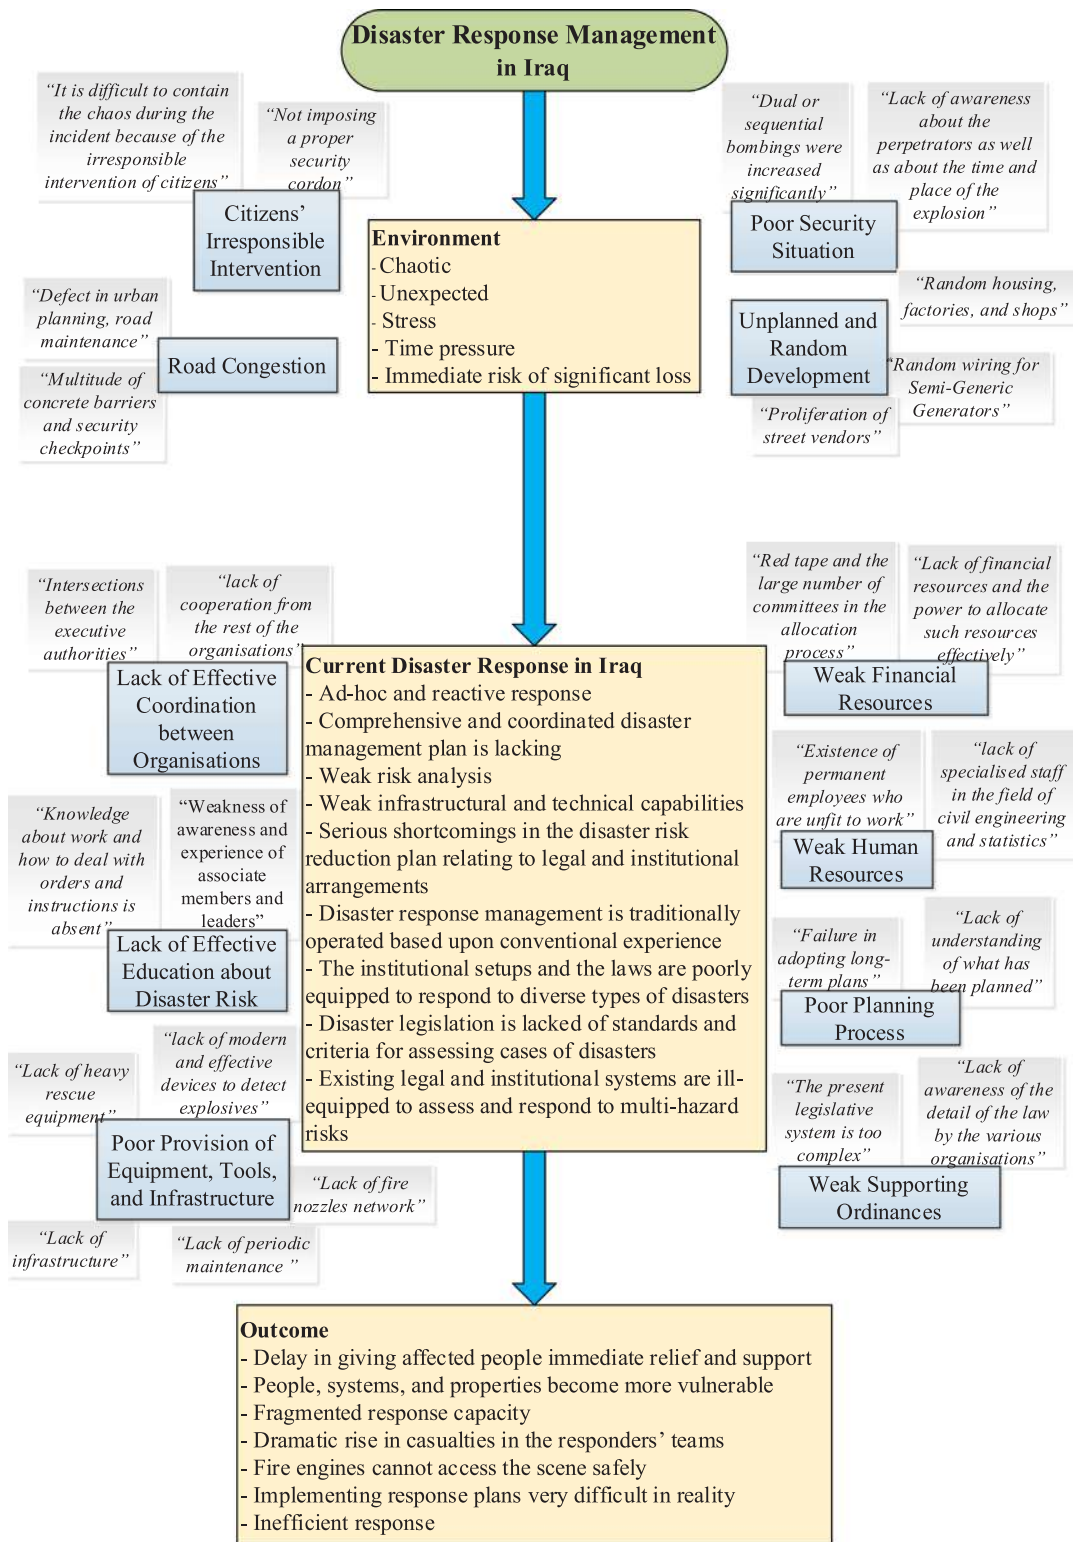 Disaster Response Management
in Iraq
“It is difficult to contain
the chaos during the
incident because of the
irresponsible
intervention of citizens”
“Not imposing
a proper
security
cordon”
Citizens’
Irresponsible
Intervention
“Defect in urban
planning, road
maintenance”
Road Congestion
“Multitude of
concrete barriers
and security
checkpoints”
Environment
- Chaotic
- Unexpected
- Stress
- Time pressure
- Immediate risk of significant loss
“Dual or
sequential
bombings were
increased
significantly”
“Lack of awareness
about the
perpetrators as well
as about the time and
place of the
explosion”
Poor Security
Situation
“Random housing,
factories, and shops”
Unplanned and
Random
Development
“Random wiring for
Semi-Generic
Generators”
“Proliferation of
street vendors”
“Intersections
between the
executive
authorities”
“lack of
cooperation from
the rest of the
organisations”
Lack of Effective
Coordination
between
Organisations
“Knowledge
about work and
how to deal with
orders and
instructions is
absent”
“Weakness of
awareness and
experience of
associate
members and
leaders”
Lack of Effective
Education about
Disaster Risk
“Lack of heavy
rescue
equipment”
“lack of modern
and effective
devices to detect
explosives”
Poor Provision of
Equipment, Tools,
and Infrastructure
“Lack of fire
nozzles network”
“Lack of
infrastructure”
“Lack of periodic
maintenance ”
Current Disaster Response in Iraq
- Ad-hoc and reactive response
- Comprehensive and coordinated disaster
management plan is lacking
- Weak risk analysis
- Weak infrastructural and technical capabilities
- Serious shortcomings in the disaster risk
reduction plan relating to legal and institutional
arrangements
- Disaster response management is traditionally
operated based upon conventional experience
- The institutional setups and the laws are poorly
equipped to respond to diverse types of disasters
- Disaster legislation is lacked of standards and
criteria for assessing cases of disasters
- Existing legal and institutional systems are ill-
equipped to assess and respond to multi-hazard
risks
“Red tape and the
large number of
committees in the
allocation
process”
“Lack of financial
resources and the
power to allocate
such resources
effectively”
Weak Financial
Resources
“Existence of
permanent
employees who
are unfit to work”
“lack of
specialised staff
in the field of
civil engineering
and statistics”
Weak Human
Resources
“Failure in
adopting long-
term plans”
“Lack of
understanding
of what has
been planned”
Poor Planning
Process
“The present
legislative
system is too
complex”
“Lack of
awareness of the
detail of the law
by the various
organisations”
Weak Supporting
Ordinances
Outcome
- Delay in giving affected people immediate relief and support
- People, systems, and properties become more vulnerable
- Fragmented response capacity
- Dramatic rise in casualties in the responders’ teams
- Fire engines cannot access the scene safely
- Implementing response plans very difficult in reality
- Inefficient response